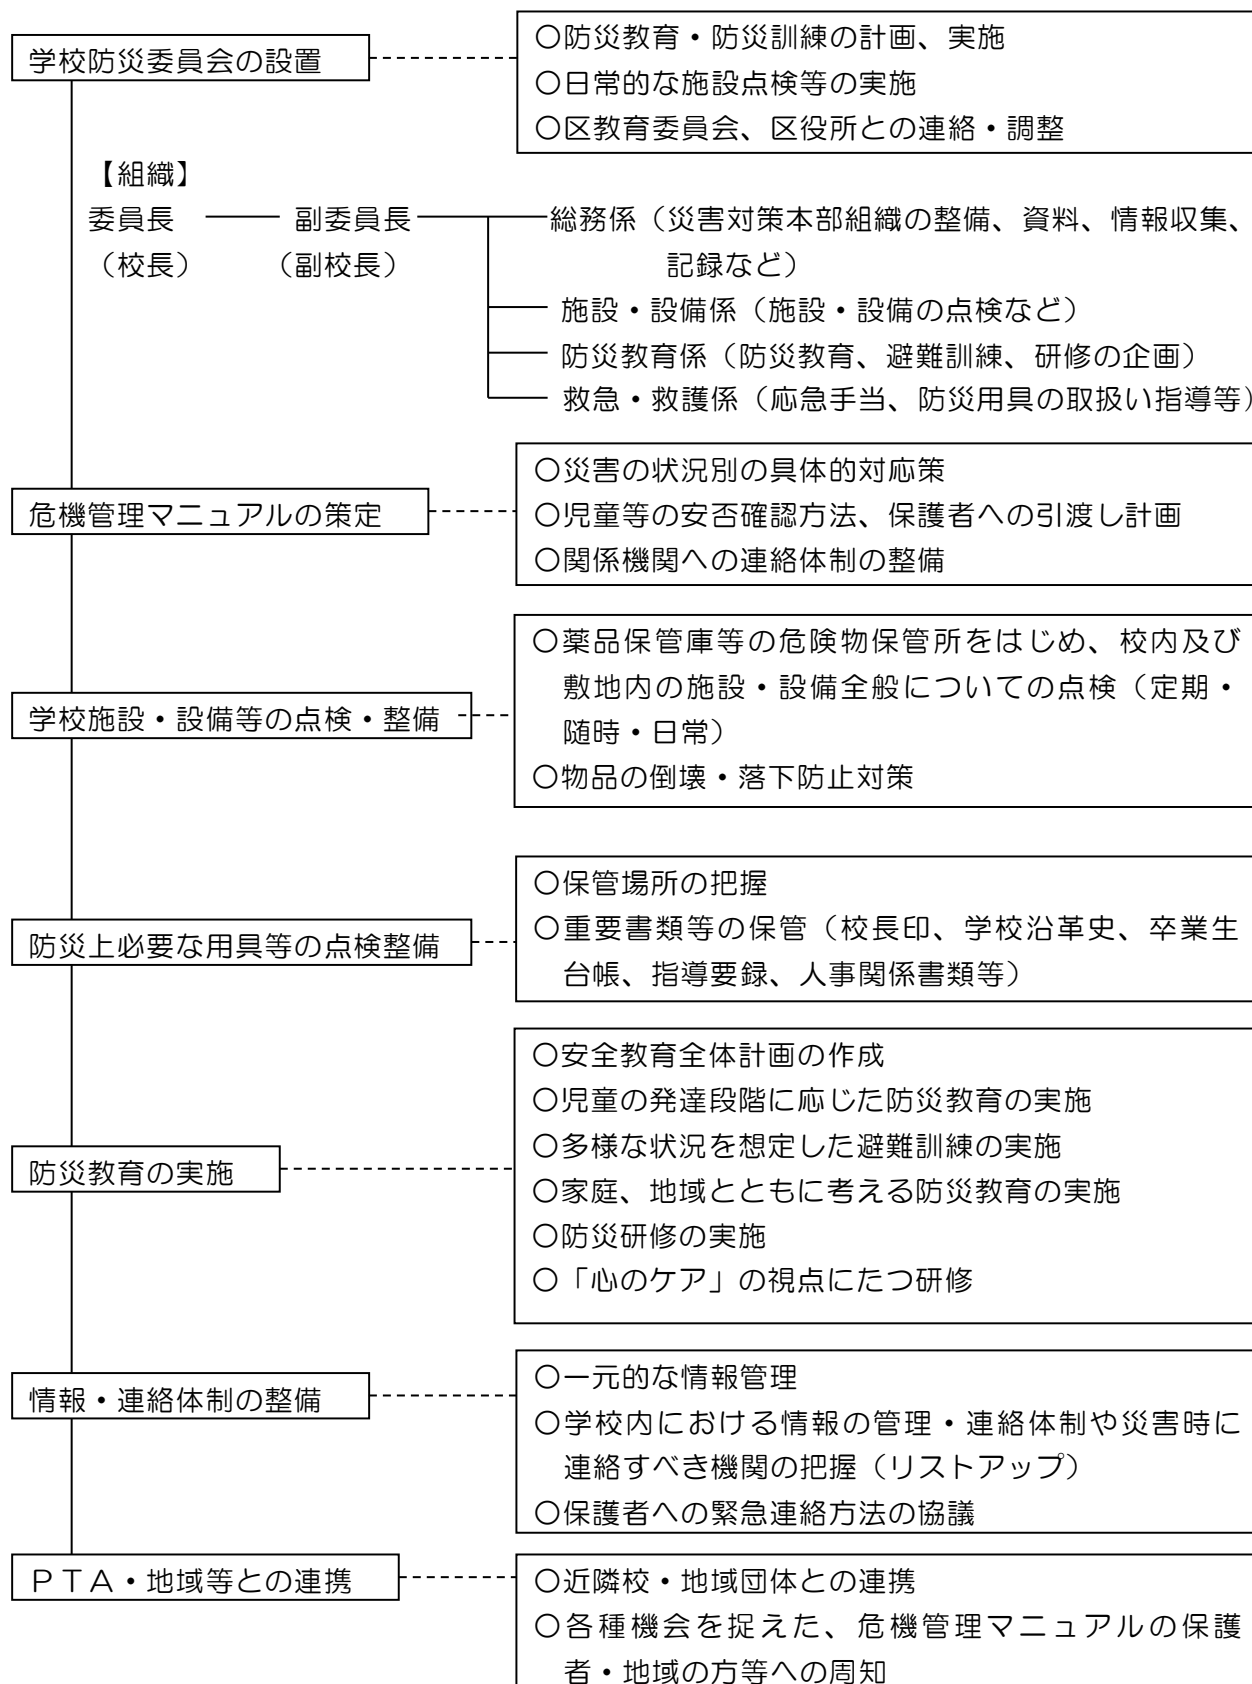 学校防災委員会の設置
○防災教育・防災訓練の計画、実施
○日常的な施設点検等の実施
○区教育委員会、区役所との連絡・調整
【組織】
委員長 副委員長 総務係（災害対策本部組織の整備、資料、情報収集、
（校長） （副校長） 記録など）
施設・設備係（施設・設備の点検など）
防災教育係（防災教育、避難訓練、研修の企画）
救急・救護係（応急手当、防災用具の取扱い指導等）
危機管理マニュアルの策定
○災害の状況別の具体的対応策
○児童等の安否確認方法、保護者への引渡し計画
○関係機関への連絡体制の整備
学校施設・設備等の点検・整備
○薬品保管庫等の危険物保管所をはじめ、校内及び
敷地内の施設・設備全般についての点検（定期・
随時・日常）
○物品の倒壊・落下防止対策
防災上必要な用具等の点検整備
○保管場所の把握
○重要書類等の保管（校長印、学校沿革史、卒業生
台帳、指導要録、人事関係書類等）
防災教育の実施
○安全教育全体計画の作成
○児童の発達段階に応じた防災教育の実施
○多様な状況を想定した避難訓練の実施
○家庭、地域とともに考える防災教育の実施
○防災研修の実施
○「心のケア」の視点にたつ研修
情報・連絡体制の整備
○一元的な情報管理
○学校内における情報の管理・連絡体制や災害時に
連絡すべき機関の把握（リストアップ）
○保護者への緊急連絡方法の協議
ＰＴＡ・地域等との連携
○近隣校・地域団体との連携
○各種機会を捉えた、危機管理マニュアルの保護
者・地域の方等への周知